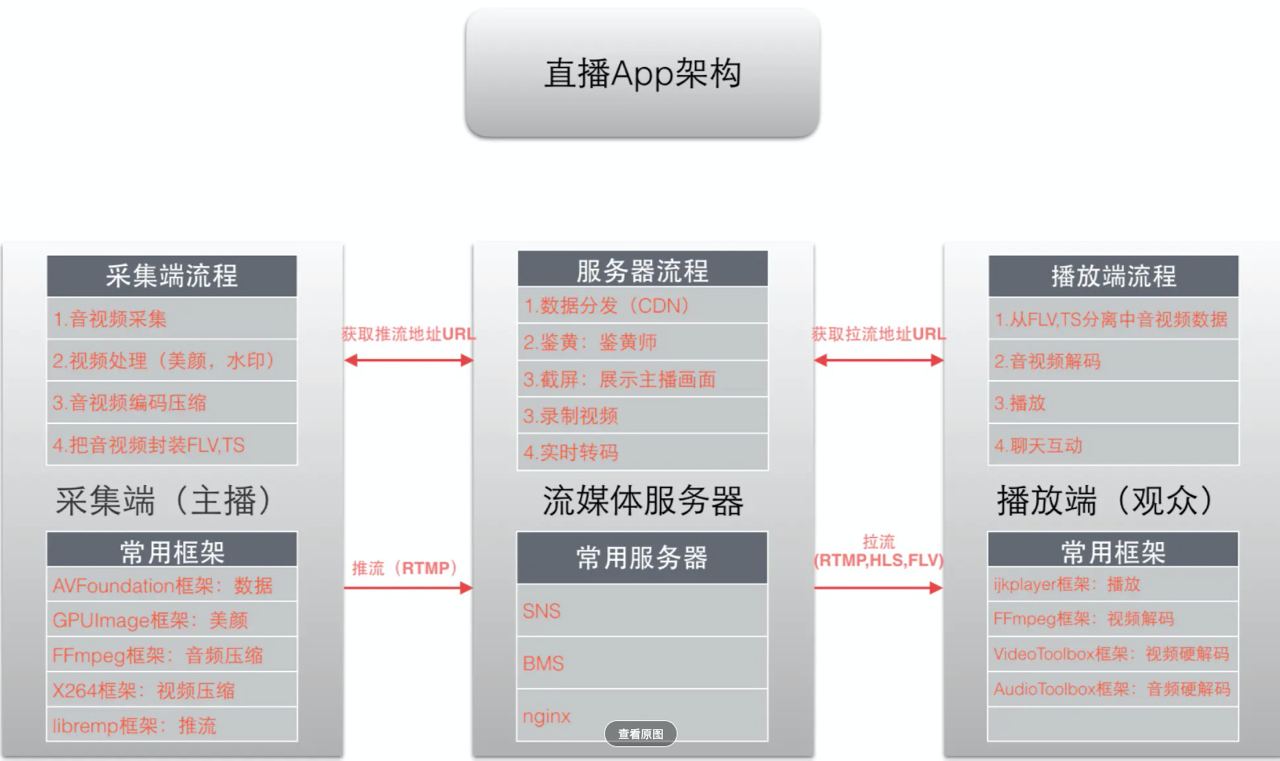 直播App架构
采集端流程
1.音视频采集
2.视频处理（美颜，水印）
3.音视频编码压缩
4.把音视频封装FLV,TS
采集端（主播）
常用框架
AVFoundation框架：数据
GPUImage框架：美颜
FFmpeg框架：音频压缩
X264框架：视频压缩
libremp框架：推流
获取推流地址URL
推流（RTMP）
服务器流程
1.数据分发（CDN）
2.鉴黄：鉴黄师
3.截屏：展示主播画面
3.录制视频
4.实时转码
流媒体服务器
常用服务器
SNS
BMS
nginx
查看原图
获取拉流地址URL
拉流
(RTMP,HLS,FLV)
播放端流程
1.从FLV,TS分离中音视频数据
2.音视频解码
3.播放
4.聊天互动
播放端（观众）
常用框架
ijkplayer框架：播放
FFmpeg框架：视频解码
VideoToolbox框架：视频硬解码
AudioToolbox框架：音频硬解码